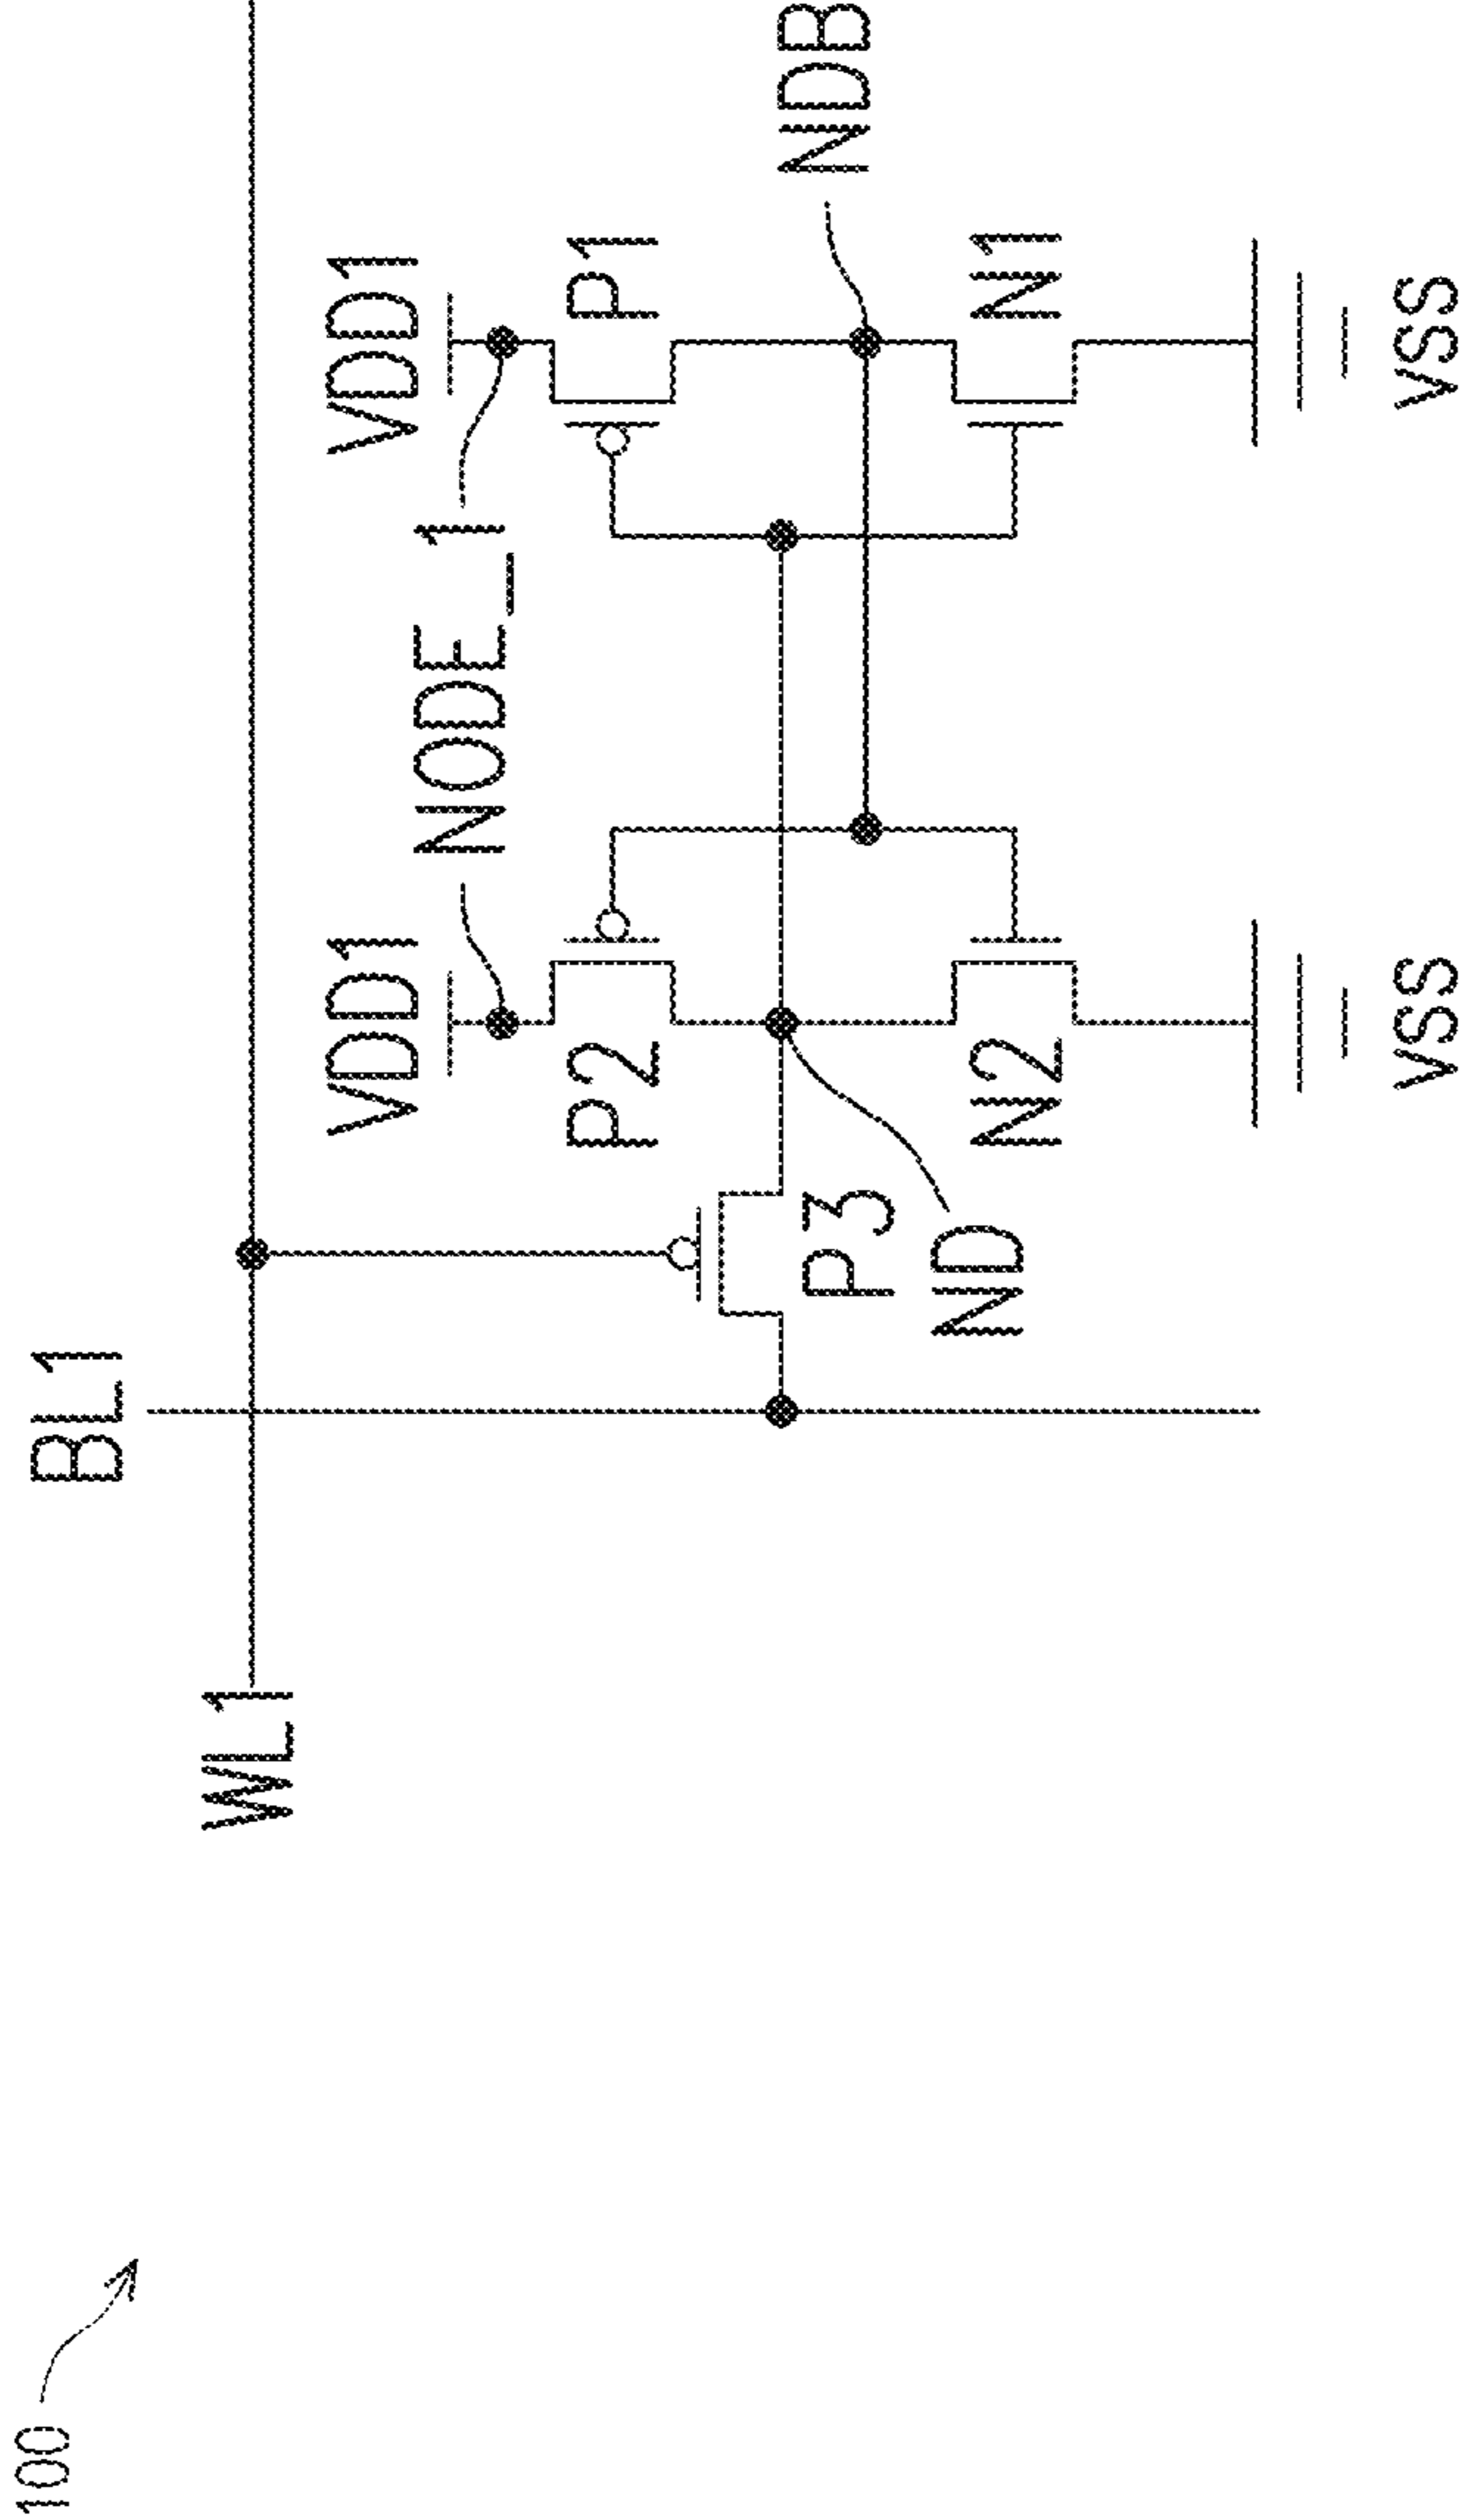 100
BL1
WL1
VDD1
VDD1
NODE_1
P2
P1
P3
NDB
ND
N2
N1
VSS
VSS